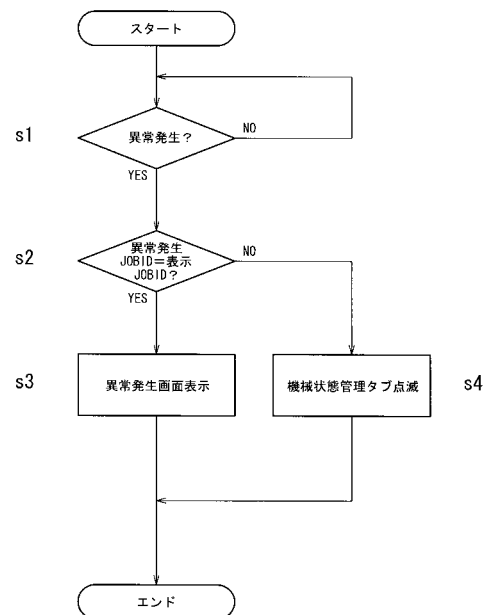 スタート
s1
異常発生?
NO
YES
s2
異常発生
JOBID=表示
JOBID?
NO
YES
s3
異常発生画面表示
機械状態管理タブ点滅
s4
エンド